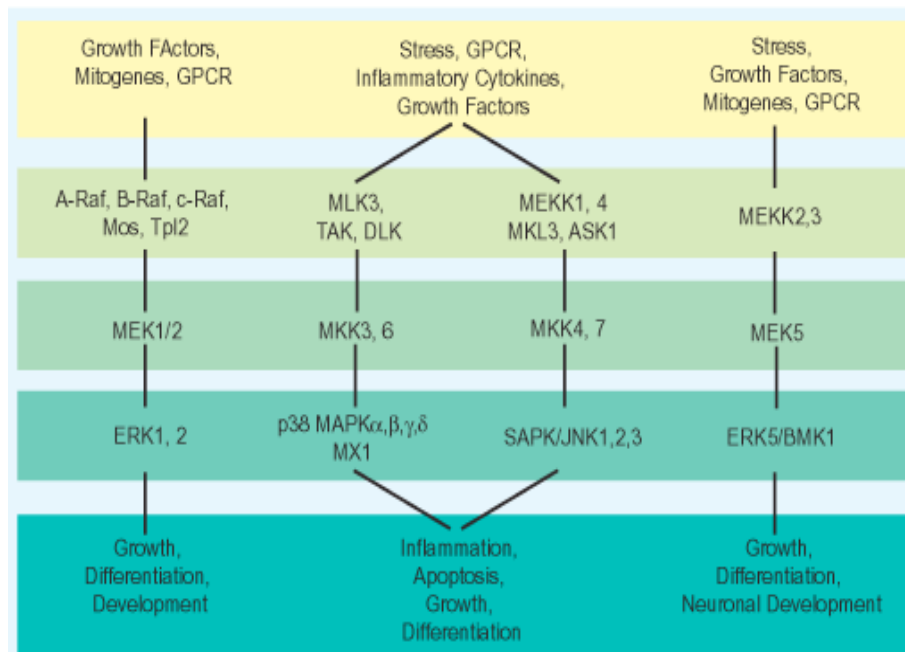 Growth FActors,
Mitogenes, GPCR
Stress, GPCR,
Inflammatory Cytokines,
Growth Factors
Stress,
Growth Factors,
Mitogenes, GPCR
A-Raf, B-Raf, c-Raf,
Mos, Tpl2
MLK3,
TAK, DLK
MEKK1, 4
MKL3, ASK1
MEKK2,3
MEK1/2
MKK3, 6
MKK4, 7
MEK5
ERK1, 2
p38 MAPKα,β,γ,δ
MX1
SAPK/JNK1,2,3
ERK5/BMK1
Growth,
Differentiation,
Development
Inflammation,
Apoptosis,
Growth,
Differentiation
Growth,
Differentiation,
Neuronal Development